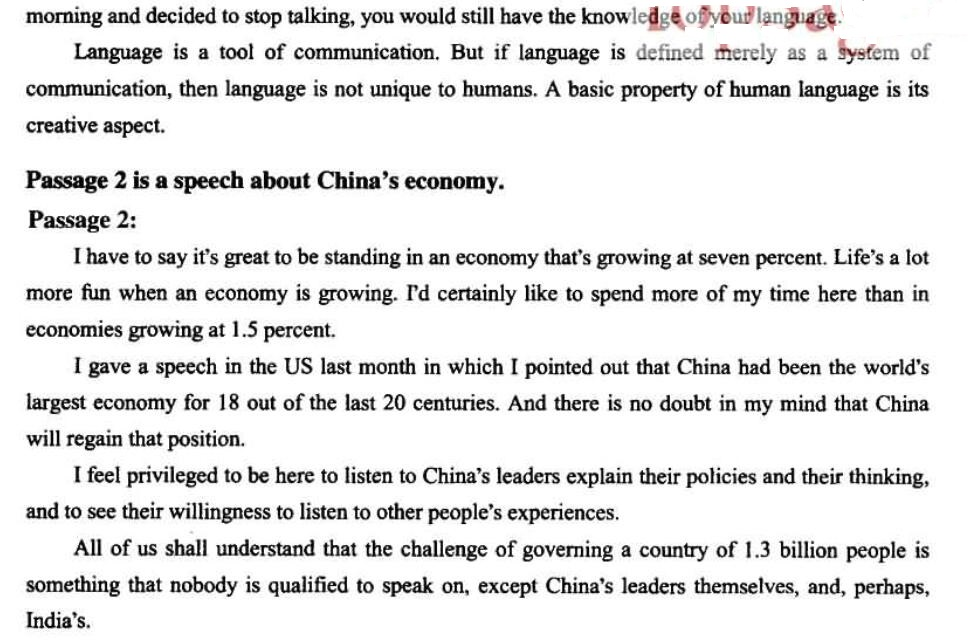 morning and decided to stop talking, you would still have the knowledge of your language.
Language is a tool of communication. But if language is defined merely as a system of
communication, then language is not unique to humans. A basic property of human language is its
creative aspect.
Passage 2 is a speech about China's economy.
Passage 2:
I have to say it's great to be standing in an economy that's growing at seven percent. Life's a lot
more fun when an economy is growing. I'd certainly like to spend more of my time here than in
economies growing at 1.5 percent.
I gave a speech in the US last month in which I pointed out that China had been the world's
largest economy for 18 out of the last 20 centuries. And there is no doubt in my mind that China
will regain that position.
I feel privileged to be here to listen to China's leaders explain their policies and their thinking,
and to see their willingness to listen to other people's experiences.
All of us shall understand that the challenge of governing a country of 1.3 billion people is
something that nobody is qualified to speak on, except China's leaders themselves, and, perhaps,
India's.